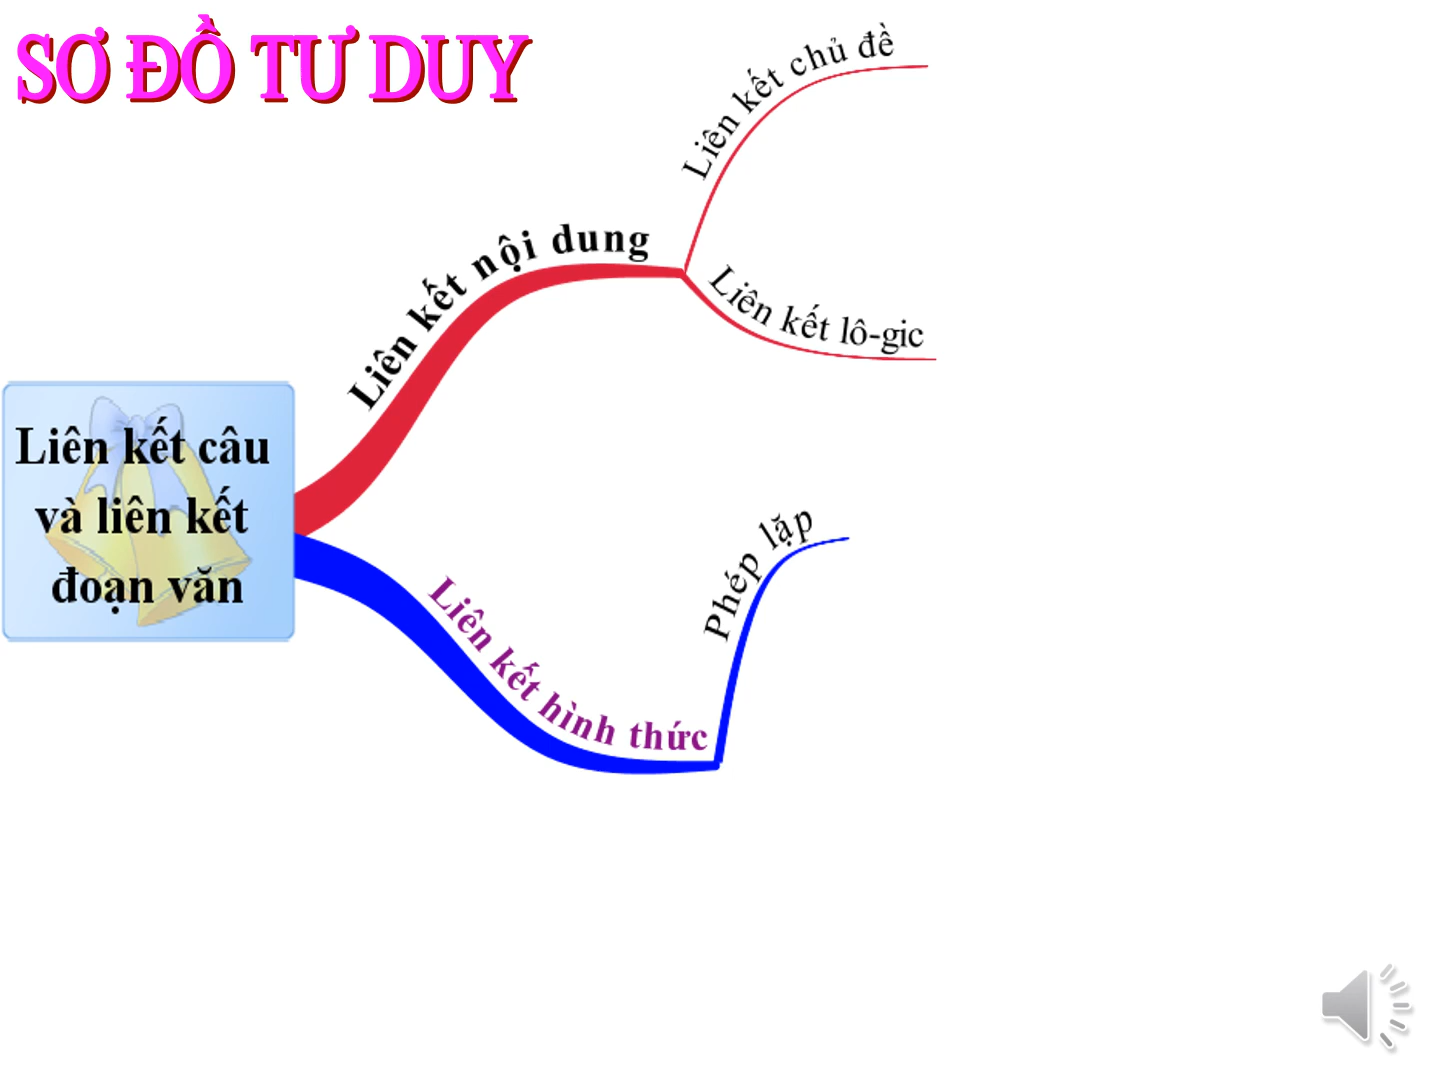 SƠ ĐỒ TƯ DUY
Liên kết chủ đề
Liên kết nội dung
Liên kết lô-gic
Liên kết câu
và liên kết
đoạn văn
Phép lặp
Liên kết hình thức